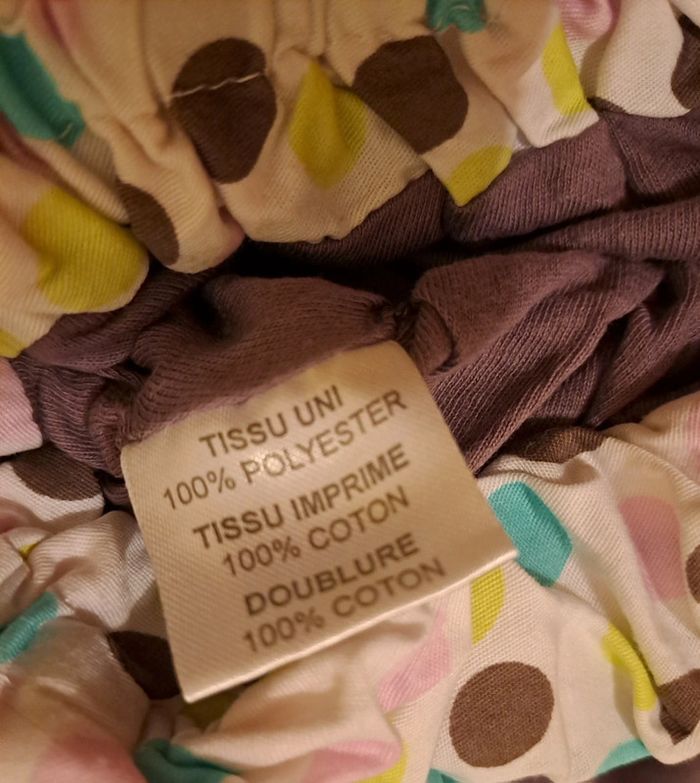 TISSU UNI
100% POLYESTER
TISSU IMPRIME
100% COTON
DOUBLURE
100% COTON